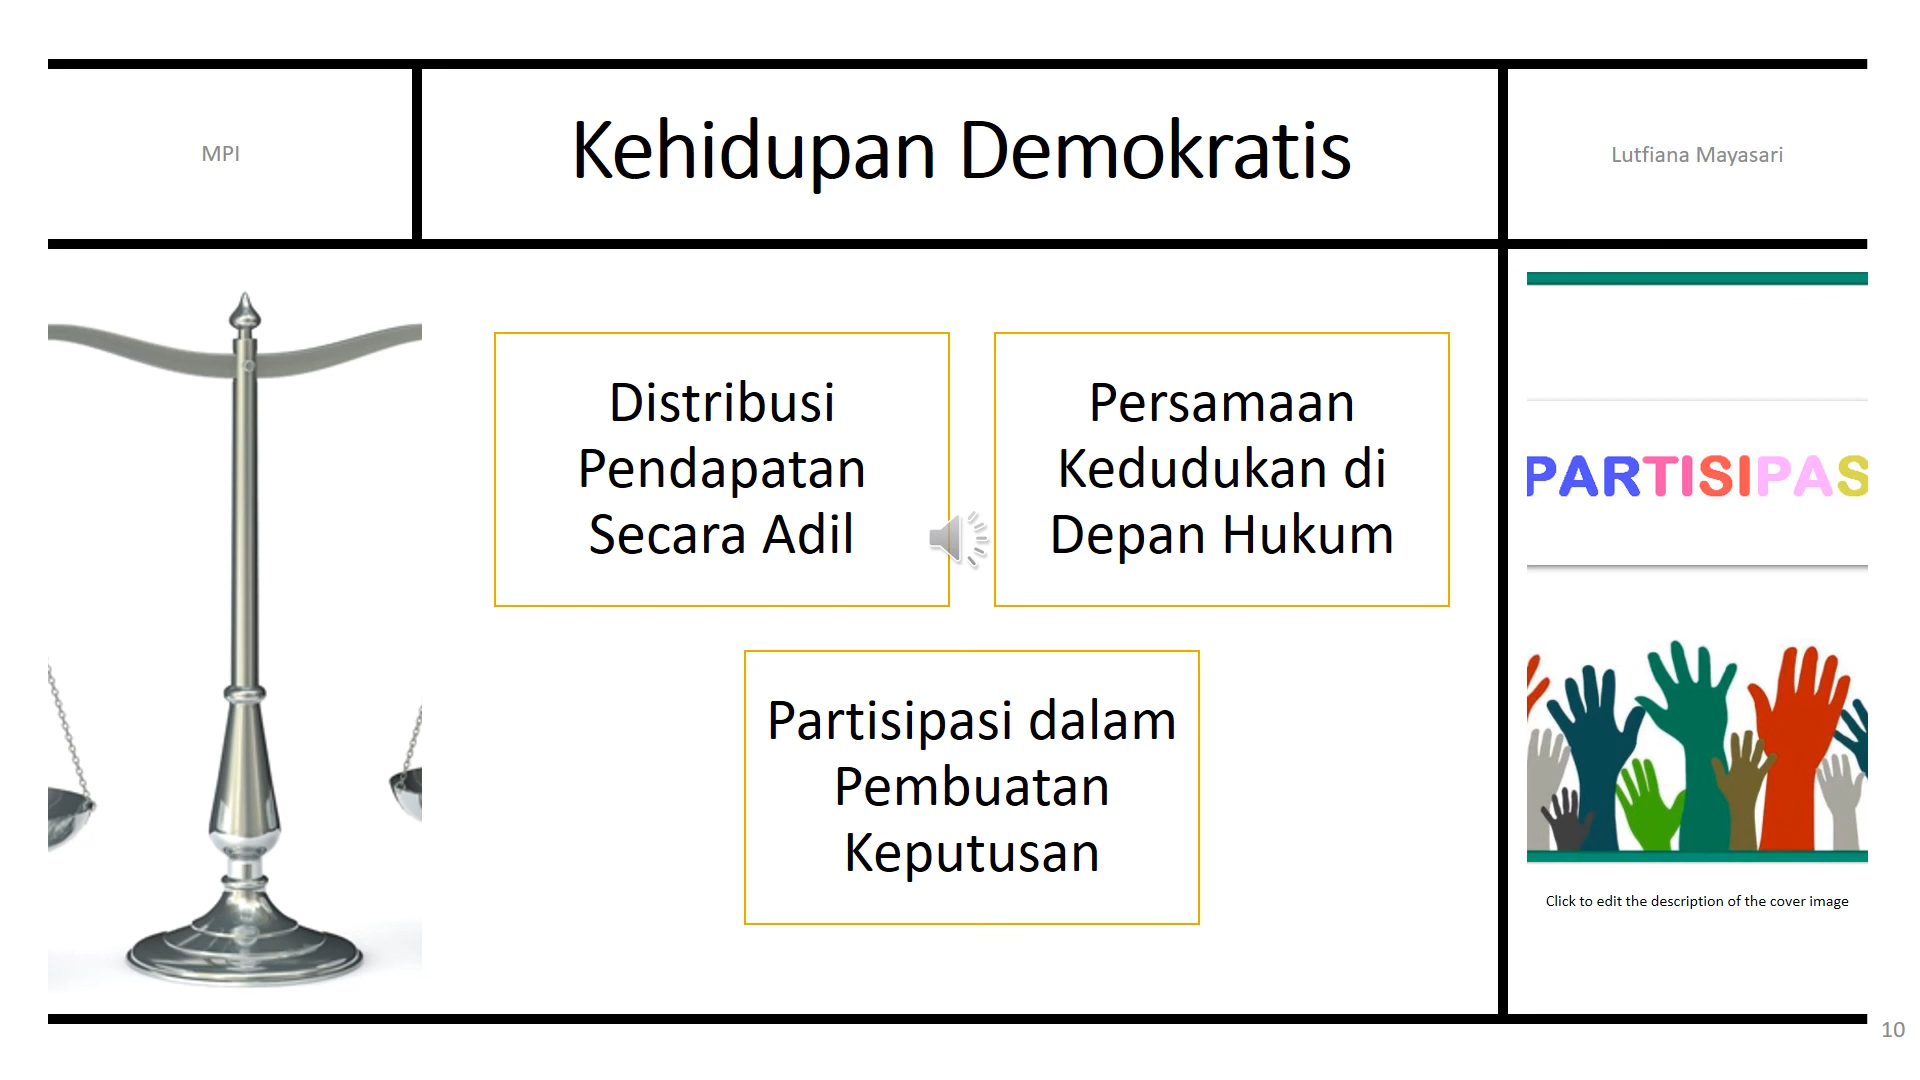 MPI
Kehidupan Demokratis
Lutfiana Mayasari
Distribusi
Pendapatan
Secara Adil
Persamaan
Kedudukan di
Depan Hukum
Partisipasi dalam
Pembuatan
Keputusan
PARTISIPAS
Click to edit the description of the cover image
10